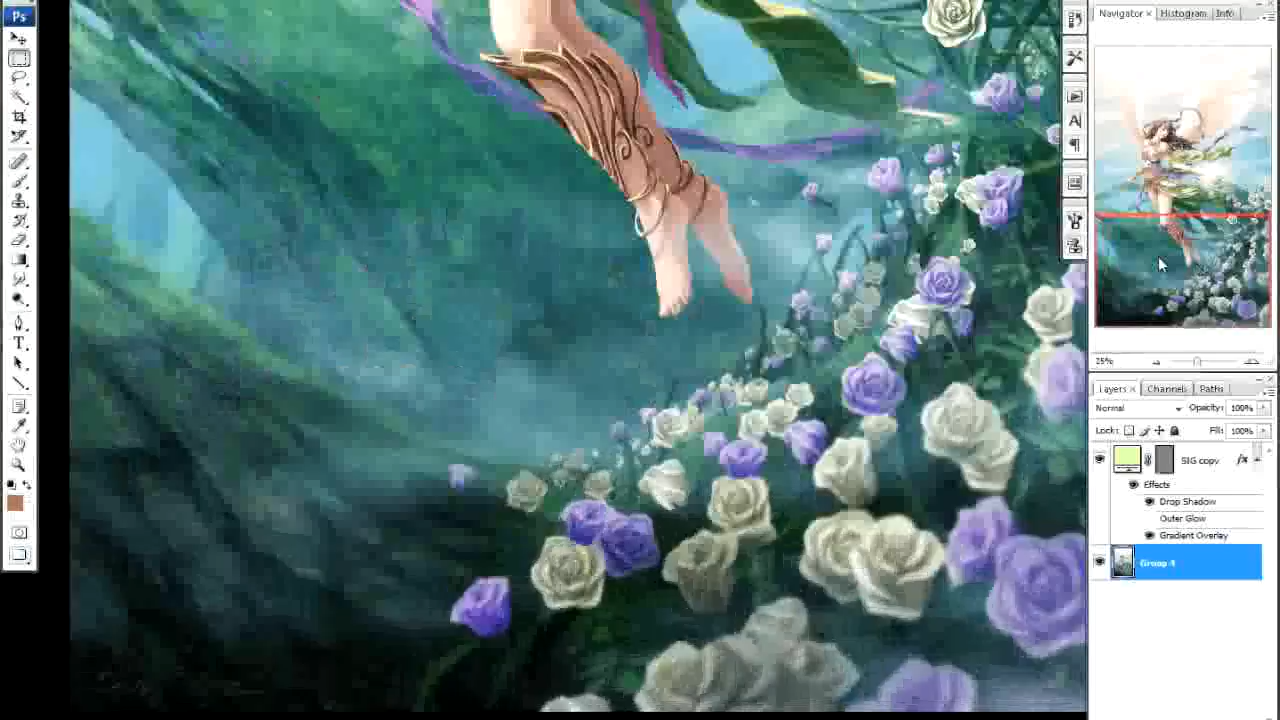 Ps
Navigator × Histogram Info
T
A
25%
Layers × Channels Paths
Normal Opacity: 100%
Lock: Fill: 100%
SIG copy fx
Effects
Drop Shadow
Outer Glow
Gradient Overlay
Group 4